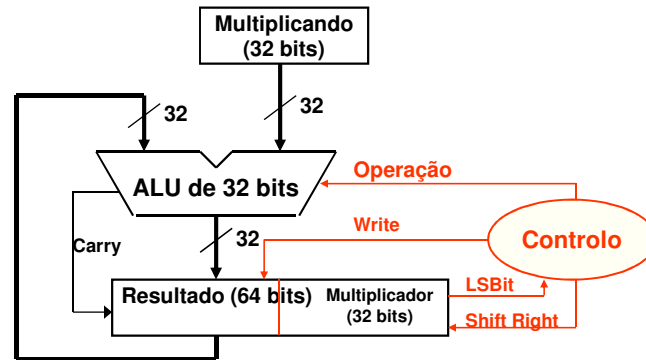 Multiplicando
(32 bits)
32
32
ALU de 32 bits
Operação
Write
Controlo
Carry
32
Resultado (64 bits)
Multiplicador
(32 bits)
LSBit
Shift Right